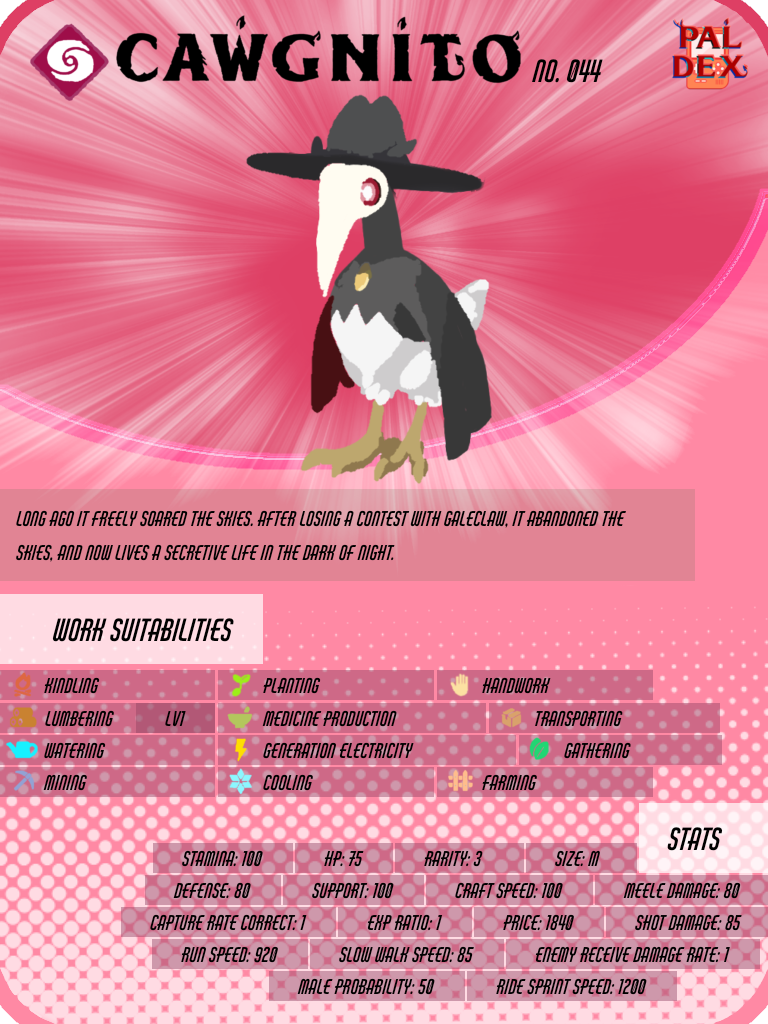 CAWGNITO NO. 044
PAL
DEX
LONG AGO IT FREELY SOARED THE SKIES. AFTER LOSING A CONTEST WITH GALECLAW, IT ABANDONED THE
SKIES, AND NOW LIVES A SECRETIVE LIFE IN THE DARK OF NIGHT.
WORK SUITABILITIES
KINDLING PLANTING HANDWORK
LUMBERING LV1 MEDICINE PRODUCTION TRANSPORTING
WATERING GENERATION ELECTRICITY GATHERING
MINING COOLING FARMING
STATS
STAMINA: 100 HP: 75 RARITY: 3 SIZE: M
DEFENSE: 80 SUPPORT: 100 CRAFT SPEED: 100 MEELE DAMAGE: 80
CAPTURE RATE CORRECT: 1 EXP RATIO: 1 PRICE: 1840 SHOT DAMAGE: 85
RUN SPEED: 920 SLOW WALK SPEED: 85 ENEMY RECEIVE DAMAGE RATE: 1
MALE PROBABILITY: 50 RIDE SPRINT SPEED: 1200